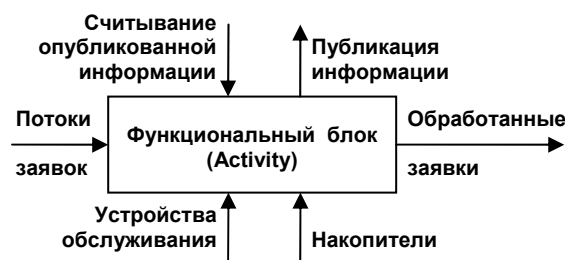 Считывание
опубликованной
информации
Публикация
информации
Потоки
заявок
Функциональный блок
(Activity)
Обработанные
заявки
Устройства
обслуживания
Накопители